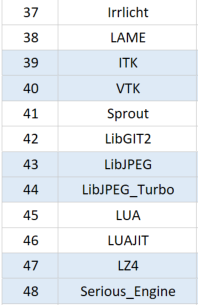 37 Irrlicht
38 LAME
39 ITK
40 VTK
41 Sprout
42 LibGIT2
43 LibJPEG
44 LibJPEG_Turbo
45 LUA
46 LUAJIT
47 LZ4
48 Serious_Engine